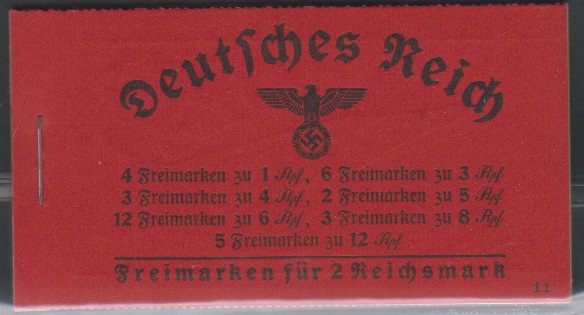 Deutſches Reich
4 Freimarken zu 1 Rpf, 6 Freimarken zu 3 Rpf
3 Freimarken zu 4 Rpf, 2 Freimarken zu 5 Rpf
12 Freimarken zu 6 Rpf, 3 Freimarken zu 8 Rpf
5 Freimarken zu 12 Rpf
Freimarken für 2 Reichsmark
11